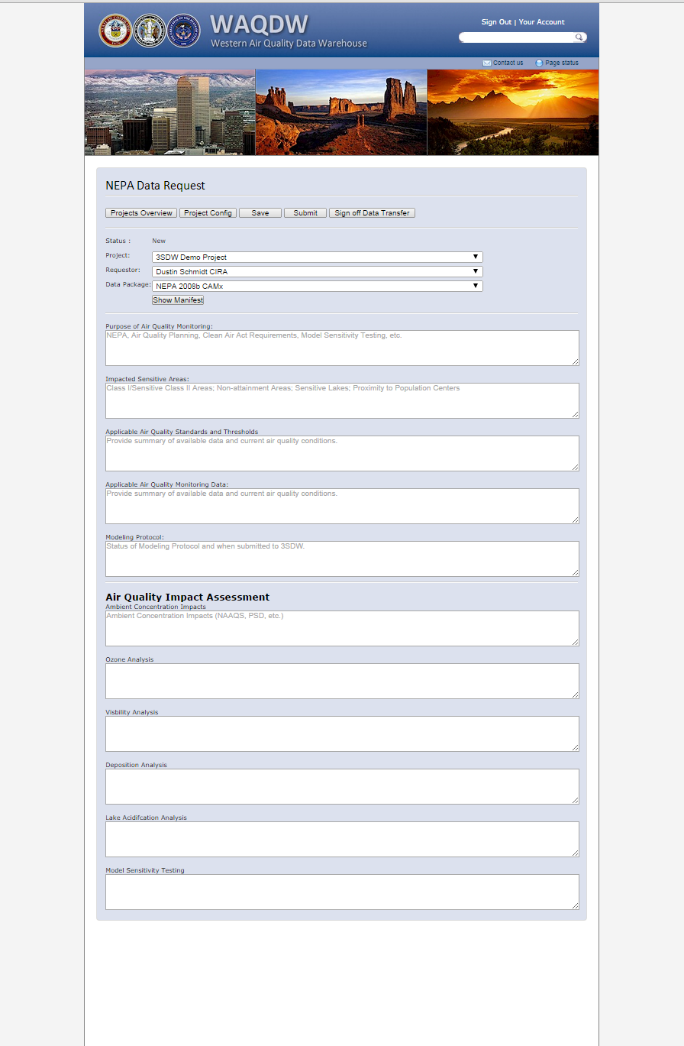 WAQDW
Western Air Quality Data Warehouse
Sign Out | Your Account
Contact us
Page status
NEPA Data Request
Projects Overview
Project Config
Save
Submit
Sign off Data Transfer
Status :
New
Project:
3SDW Demo Project
Requestor:
Dustin Schmidt CIRA
Data Package:
NEPA 2008b CAMx
Show Manifest
Purpose of Air Quality Monitoring:
NEPA, Air Quality Planning, Clean Air Act Requirements, Model Sensitivity Testing, etc.
Impacted Sensitive Areas:
Class I/Sensitive Class II Areas; Non-attainment Areas; Sensitive Lakes; Proximity to Population Centers
Applicable Air Quality Standards and Thresholds
Provide summary of available data and current air quality conditions.
Applicable Air Quality Monitoring Data:
Provide summary of available data and current air quality conditions.
Modeling Protocol:
Status of Modeling Protocol and when submitted to 3SDW.
Air Quality Impact Assessment
Ambient Concentration Impacts
Ambient Concentration Impacts (NAAQS, PSD, etc.)
Ozone Analysis
Visbility Analysis
Deposition Analysis
Lake Acidifcation Analysis
Model Sensitivity Testing